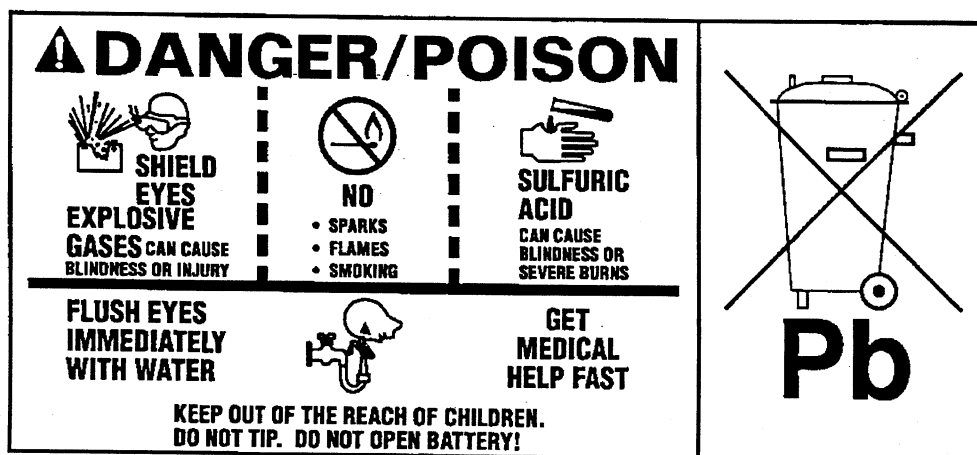 DANGER/POISON
SHIELD
EYES
EXPLOSIVE
GASES CAN CAUSE
BLINDNESS OR INJURY
NO
• SPARKS
• FLAMES
• SMOKING
SULFURIC
ACID
CAN CAUSE
BLINDNESS OR
SEVERE BURNS
FLUSH EYES
IMMEDIATELY
WITH WATER
GET
MEDICAL
HELP FAST
KEEP OUT OF THE REACH OF CHILDREN.
DO NOT TIP. DO NOT OPEN BATTERY!
Pb